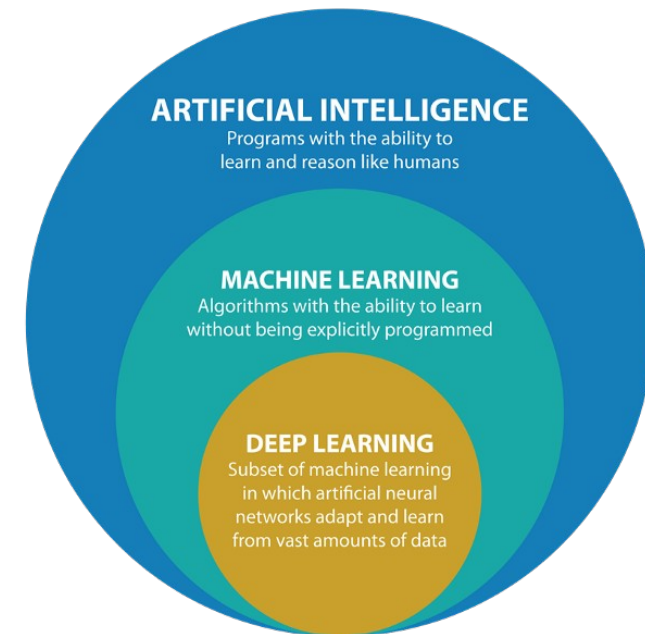 ARTIFICIAL INTELLIGENCE
Programs with the ability to
learn and reason like humans
MACHINE LEARNING
Algorithms with the ability to learn
without being explicitly programmed
DEEP LEARNING
Subset of machine learning
in which artificial neural
networks adapt and learn
from vast amounts of data